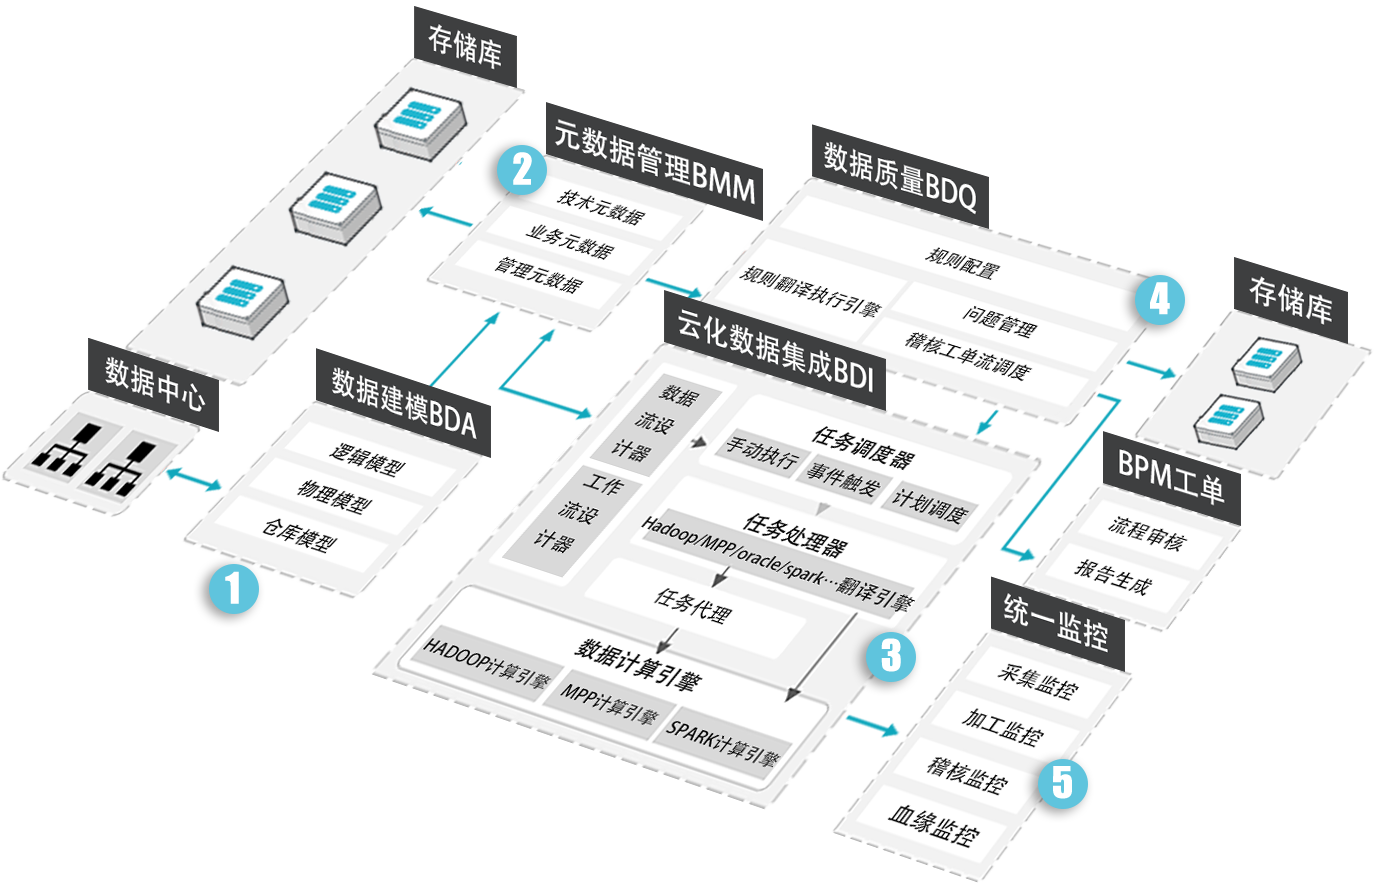 存储库
元数据管理BMM
2
技术元数据
业务元数据
管理元数据
数据质量BDQ
规则配置
规则翻译执行引擎
问题管理
稽核工单流调度
4
存储库
数据中心
数据建模BDA
逻辑模型
物理模型
仓库模型
1
云化数据集成BDI
数据
流设
计器
工作
流设
计器
任务调度器
手动执行
事件触发
计划调度
任务处理器
Hadoop/MPP/oracle/spark…翻译引擎
任务代理
数据计算引擎
HADOOP计算引擎
MPP计算引擎
SPARK计算引擎
3
BPM工单
流程审核
报告生成
统一监控
采集监控
加工监控
稽核监控
血缘监控
5